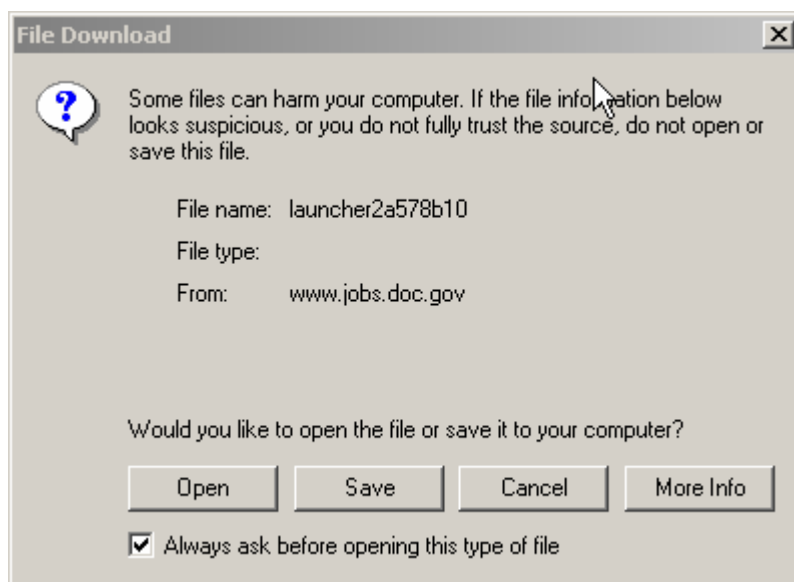 File Download
Some files can harm your computer. If the file information below
looks suspicious, or you do not fully trust the source, do not open or
save this file.
File name: launcher2a578b10
File type:
From: www.jobs.doc.gov
Would you like to open the file or save it to your computer?
Open Save Cancel More Info
Always ask before opening this type of file